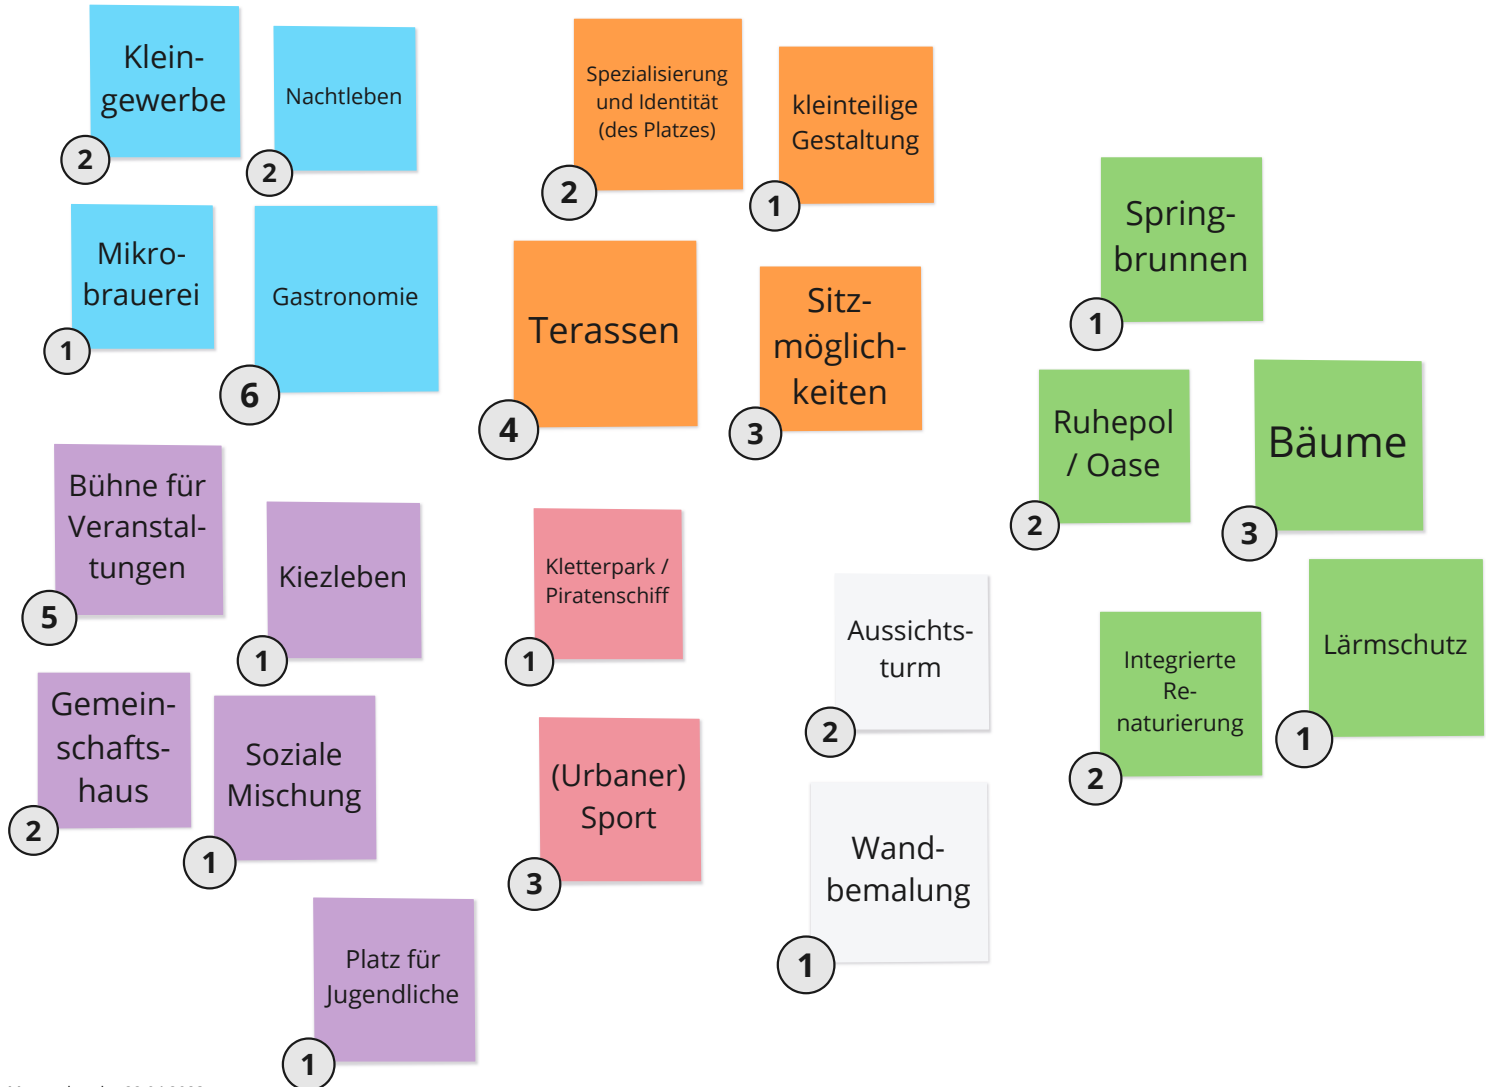 Klein-
gewerbe
2
Nachtleben
2
Mikro-
brauerei
1
Gastronomie
6
Spezialisierung
und Identität
(des Platzes)
2
kleinteilige
Gestaltung
1
Terassen
4
Sitz-
möglich-
keiten
3
Spring-
brunnen
1
Ruhepol
/ Oase
2
Bäume
3
Integrierte
Re-
naturierung
2
Lärmschutz
1
Bühne für
Veranstal-
tungen
5
Kiezleben
1
Gemein-
schafts-
haus
2
Soziale
Mischung
1
Platz für
Jugendliche
1
Kletterpark /
Piratenschiff
1
(Urbaner)
Sport
3
Aussichts-
turm
2
Wand-
bemalung
1